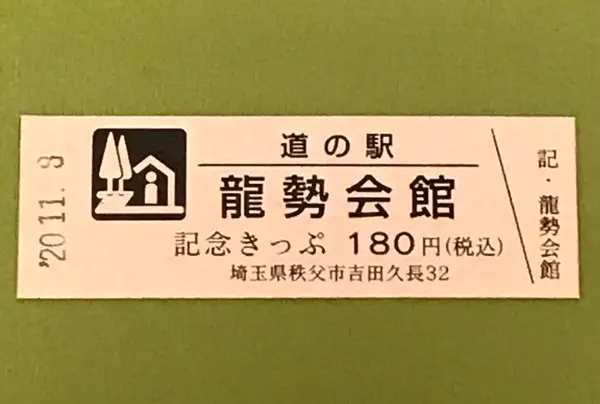 '20 11. 8
道の駅
龍勢会館
記念きっぷ 180円(税込)
埼玉県秩父市吉田久長32
記・龍勢会館